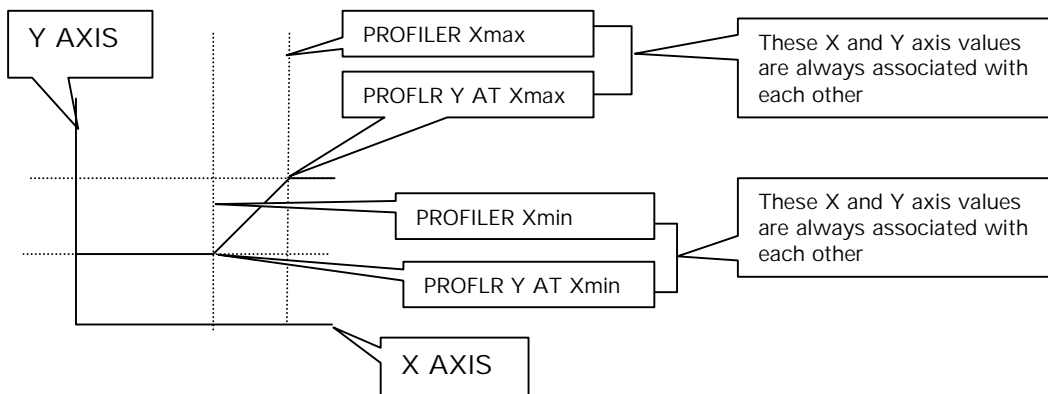 Y AXIS
PROFILER Xmax
PROFLR Y AT Xmax
These X and Y axis values
are always associated with
each other
PROFILER Xmin
PROFLR Y AT Xmin
These X and Y axis values
are always associated with
each other
X AXIS